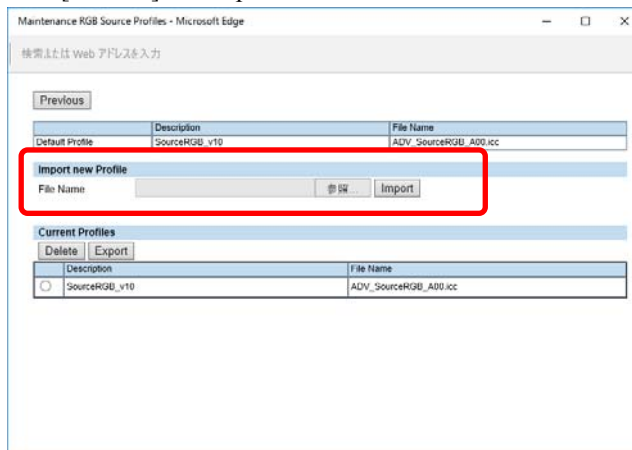 Maintenance RGB Source Profiles - Microsoft Edge
検索または Web アドレスを入力
Previous
Description File Name
Default Profile SourceRGB_v10 ADV_SourceRGB_A00.icc
Import new Profile
File Name 参照... Import
Current Profiles
Delete Export
Description File Name
SourceRGB_v10 ADV_SourceRGB_A00.icc